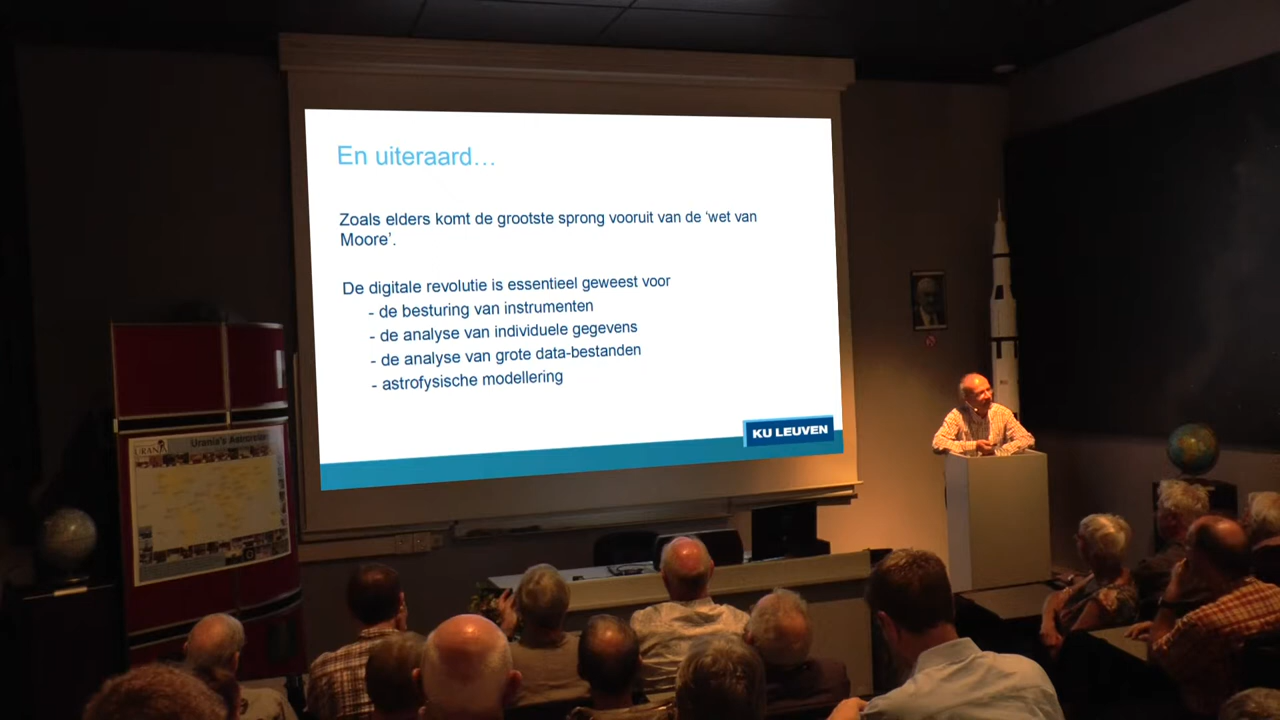 En uiteraard…
Zoals elders komt de grootste sprong vooruit van de ‘wet van
Moore’.
De digitale revolutie is essentieel geweest voor
- de besturing van instrumenten
- de analyse van individuele gegevens
- de analyse van grote data-bestanden
- astrofysische modellering
KU LEUVEN
URANIA
Urania's